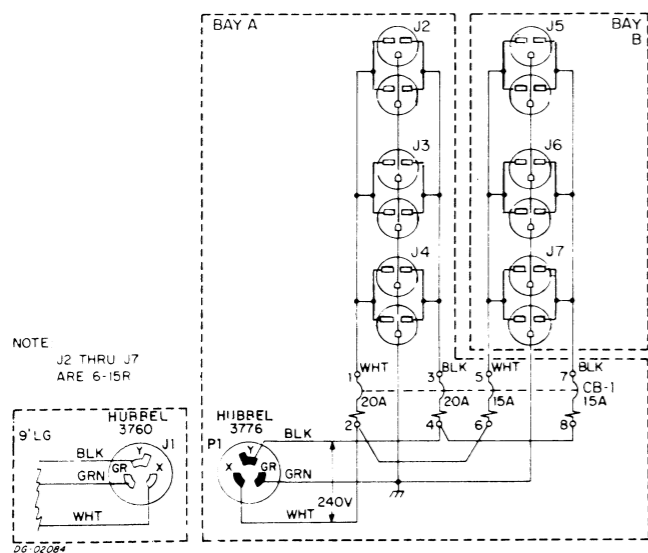 BAY A
J2
J5
BAY
B
J3
J6
J4
J7
NOTE
J2 THRU J7
ARE 6-15R
1 WHT
3 BLK
5 WHT
7 BLK
CB-1
20A
20A
15A
15A
2
4
6
8
9' LG
HUBBEL
3760
J1
BLK
Y
GR
X
GRN
WHT
HUBBEL
3776
P1
BLK
Y
X
GR
GRN
240V
WHT
DG-02084